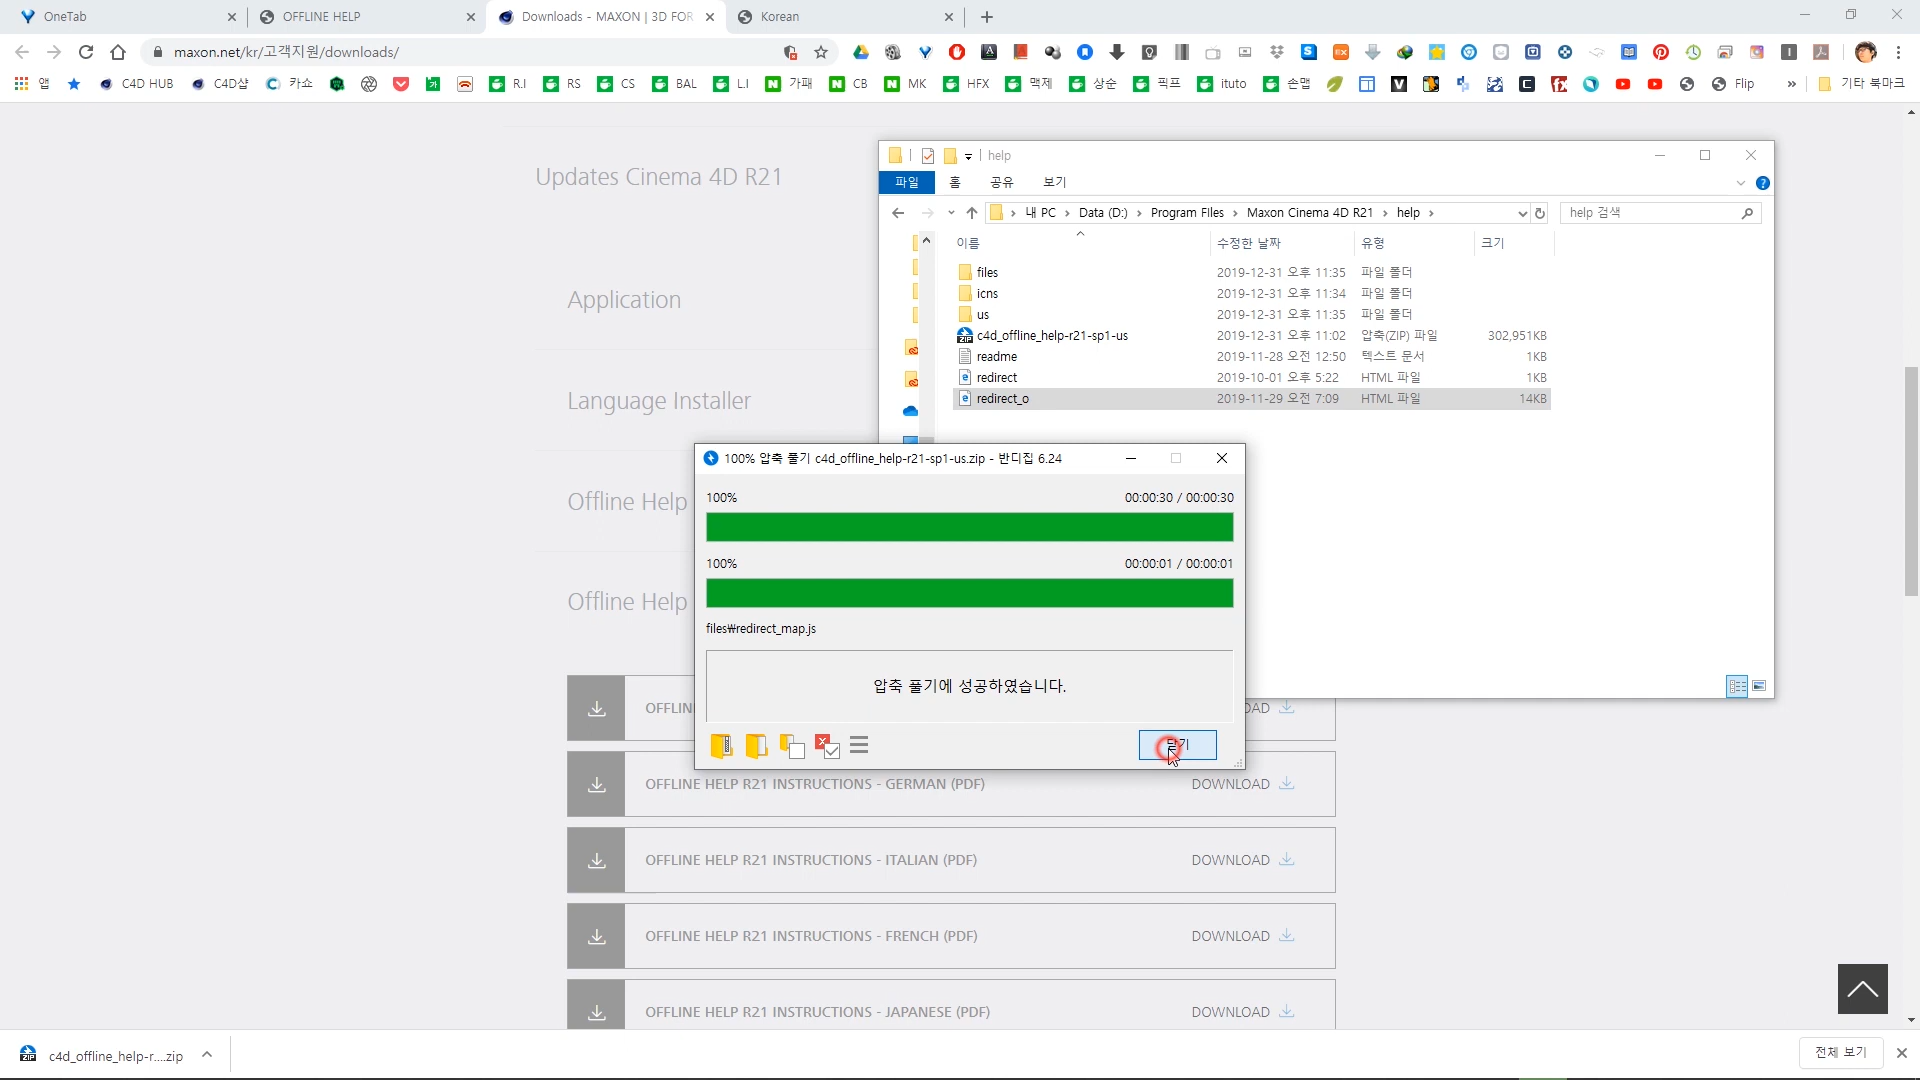 OneTab
OFFLINE HELP
Downloads - MAXON | 3D FOR
Korean
maxon.net/kr/고객지원/downloads/
앱
C4D HUB
C4D샵
카쇼
R.I
RS
CS
BAL
L.I
가패
CB
MK
HFX
맥제
상순
픽프
ituto
손맵
Flip
기타 북마크
Updates Cinema 4D R21
Application
Language Installer
Offline Help
Offline Help
help
파일
홈
공유
보기
내 PC > Data (D:) > Program Files > Maxon Cinema 4D R21 > help >
help 검색
이름 수정한 날짜 유형 크기
files 2019-12-31 오후 11:35 파일 폴더
icns 2019-12-31 오후 11:34 파일 폴더
us 2019-12-31 오후 11:35 파일 폴더
c4d_offline_help-r21-sp1-us 2019-12-31 오후 11:02 압축(ZIP) 파일 302,951KB
readme 2019-11-28 오전 12:50 텍스트 문서 1KB
redirect 2019-10-01 오후 5:22 HTML 파일 1KB
redirect_o 2019-11-29 오전 7:09 HTML 파일 14KB
100% 압축 풀기 c4d_offline_help-r21-sp1-us.zip - 반디집 6.24
100% 00:00:30 / 00:00:30
100% 00:00:01 / 00:00:01
files₩redirect_map.js
압축 풀기에 성공하였습니다.
OFFLIN OAD
OFFLINE HELP R21 INSTRUCTIONS - GERMAN (PDF) DOWNLOAD
OFFLINE HELP R21 INSTRUCTIONS - ITALIAN (PDF) DOWNLOAD
OFFLINE HELP R21 INSTRUCTIONS - FRENCH (PDF) DOWNLOAD
OFFLINE HELP R21 INSTRUCTIONS - JAPANESE (PDF) DOWNLOAD
c4d_offline_help-r....zip
전체 보기